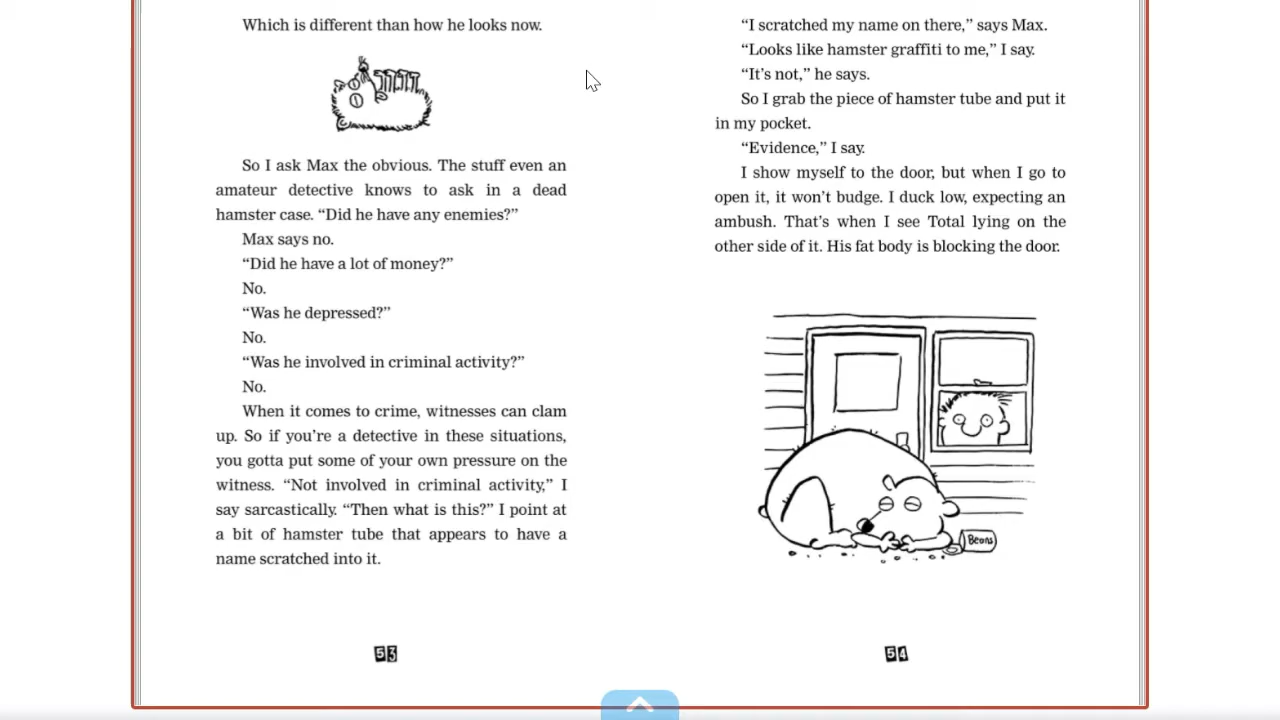 Which is different than how he looks now.
So I ask Max the obvious. The stuff even an
amateur detective knows to ask in a dead
hamster case. “Did he have any enemies?”
Max says no.
“Did he have a lot of money?”
No.
“Was he depressed?”
No.
“Was he involved in criminal activity?”
No.
When it comes to crime, witnesses can clam
up. So if you’re a detective in these situations,
you gotta put some of your own pressure on the
witness. “Not involved in criminal activity,” I
say sarcastically. “Then what is this?” I point at
a bit of hamster tube that appears to have a
name scratched into it.
53
“I scratched my name on there,” says Max.
“Looks like hamster graffiti to me,” I say.
“It’s not,” he says.
So I grab the piece of hamster tube and put it
in my pocket.
“Evidence,” I say.
I show myself to the door, but when I go to
open it, it won’t budge. I duck low, expecting an
ambush. That’s when I see Total lying on the
other side of it. His fat body is blocking the door.
Beans
54